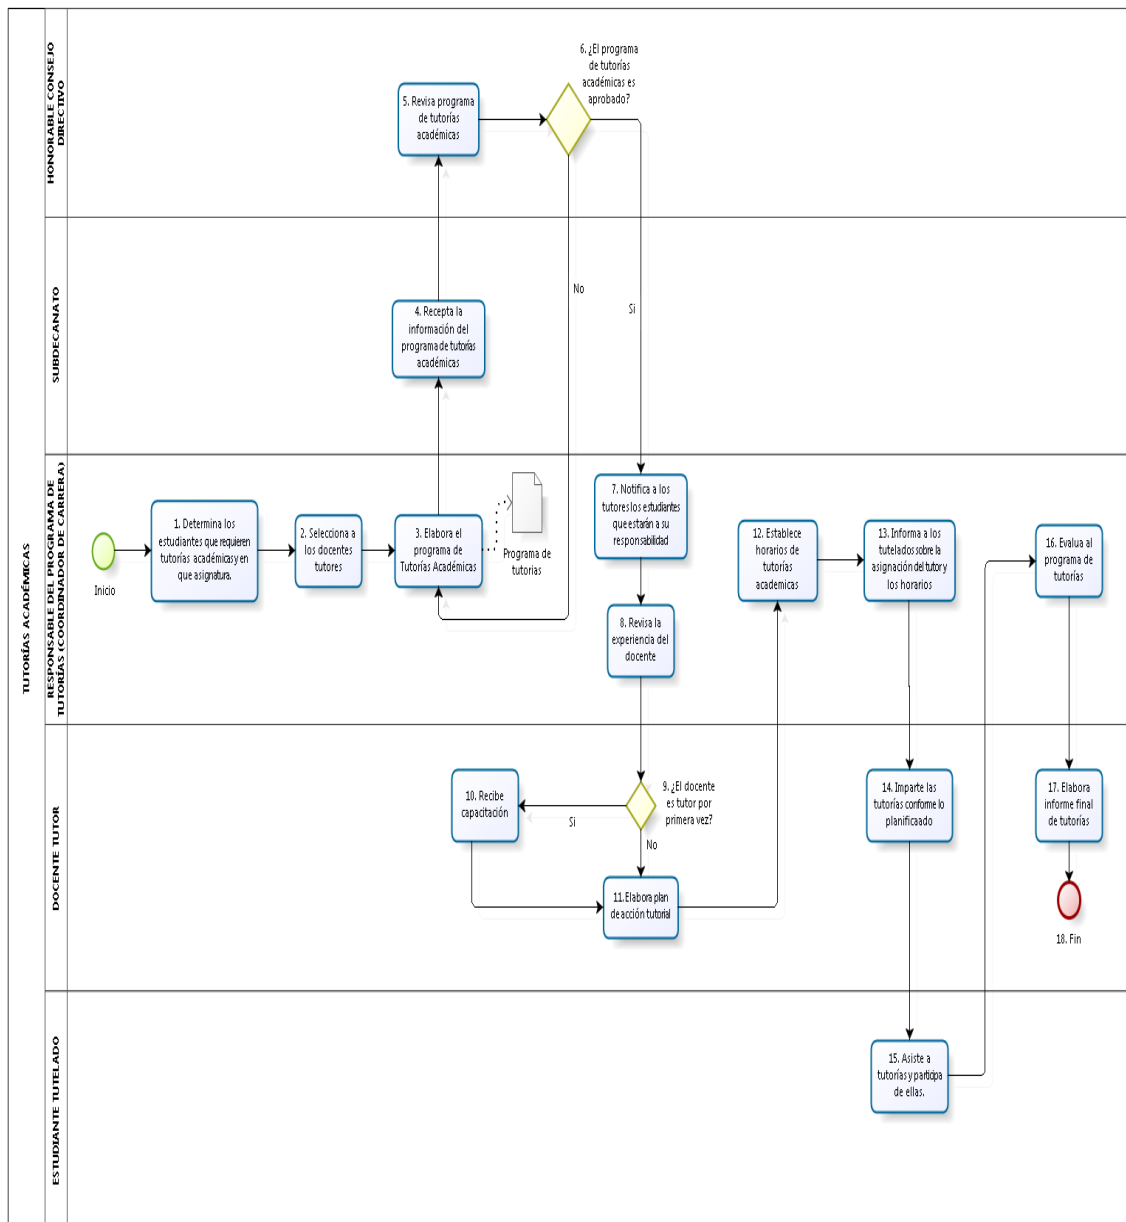 TUTORÍAS ACADÉMICAS
HONORABLE CONSEJO
DIRECTIVO
5. Revisa programa
de tutorías
académicas
6. ¿El programa
de tutorías
académicas es
aprobado?
SUBDECANATO
4. Recepta la
información del
programa de tutorías
académicas
No
Si
RESPONSABLE DEL PROGRAMA DE
TUTORÍAS (COORDINADOR DE CARRERA)
Inicio
1. Determina los
estudiantes que requieren
tutorías académicas y en
que asignatura.
2. Selecciona a
los docentes
tutores
3. Elabora el
programa de
Tutorías Académicas
Programa de
tutorias
7. Notifica a los
tutores los estudiantes
que estarán a su
responsabilidad
8. Revisa la
experiencia del
docente
12. Establece
horarios de
tutorías
academicas
13. Informa a los
tutelados sobre la
asignación del tutor y
los horarios
16. Evalua al
programa de
tutorías
DOCENTE TUTOR
10. Recibe
capacitación
Si
9. ¿El docente
es tutor por
primera vez?
No
11.Elabora plan
de acción tutorial
14. Imparte las
tutorías conforme lo
planificaado
17. Elabora
informe final
de tutorías
18. Fin
ESTUDIANTE TUTELADO
15. Asiste a
tutorías y participa
de ellas.